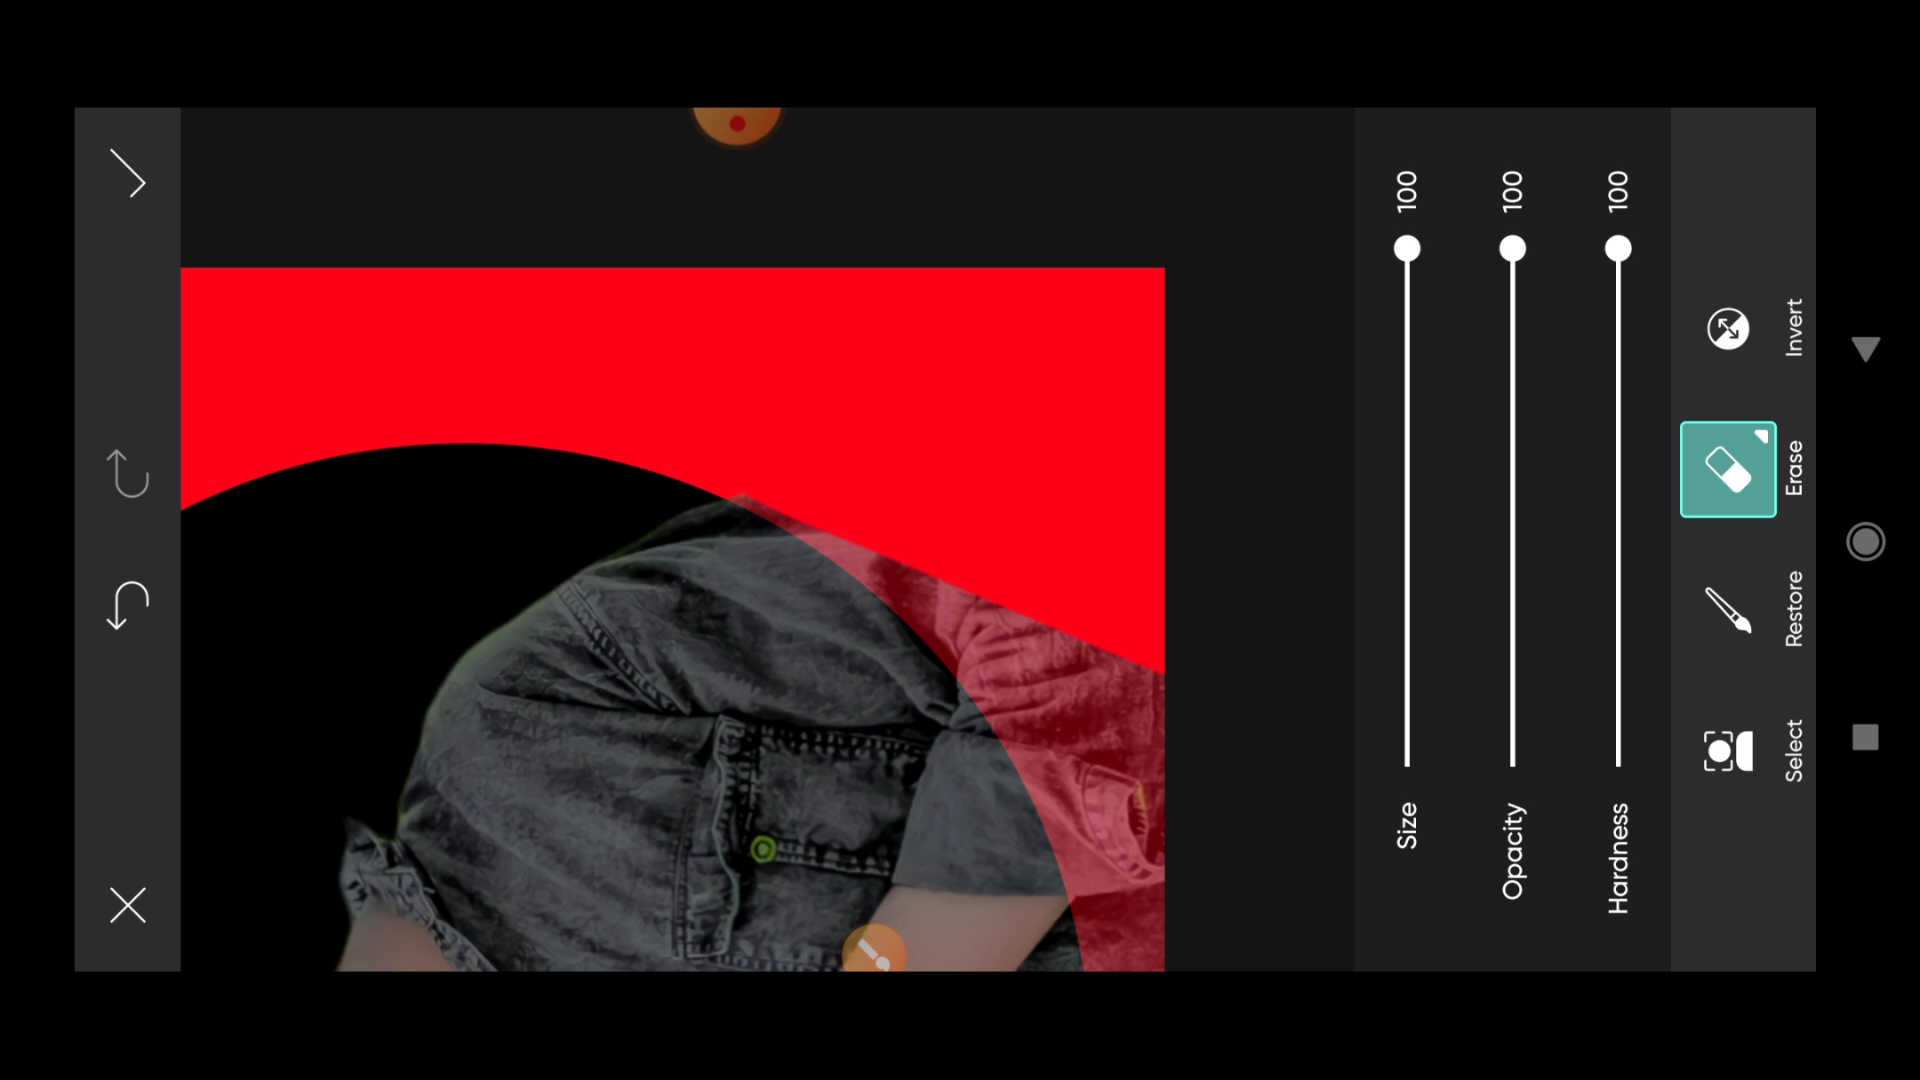 Size 100
Opacity 100
Hardness 100
Select
Restore
Erase
Invert